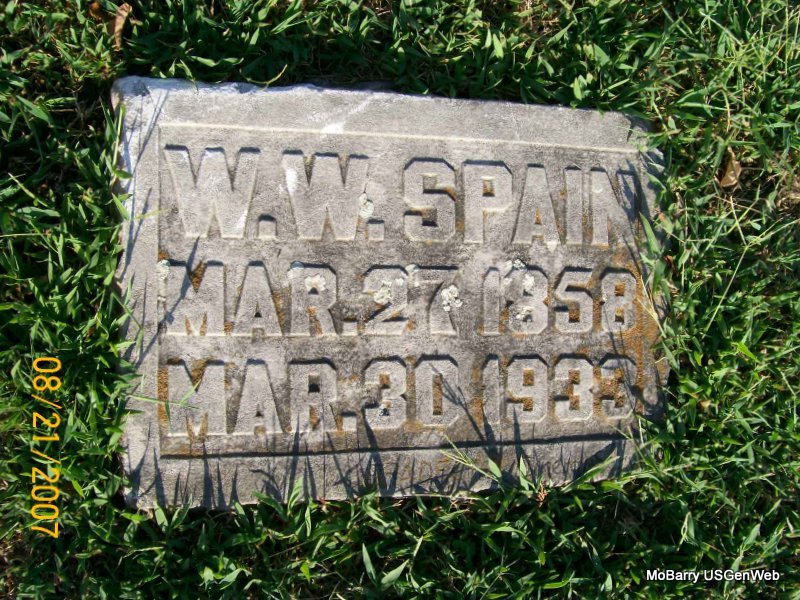 W.W. SPAIN
MAR. 27 1858
MAR. 30 1933
08/21/2007
MoBarry USGenWeb